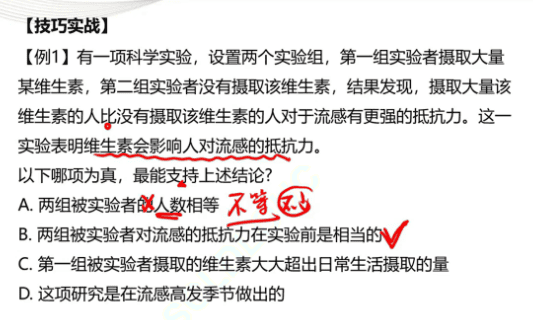 【技巧实战】
【例1】有一项科学实验，设置两个实验组，第一组实验者摄取大量
某维生素，第二组实验者没有摄取该维生素，结果发现，摄取大量该
维生素的人比没有摄取该维生素的人对于流感有更强的抵抗力。这一
实验表明维生素会影响人对流感的抵抗力。
以下哪项为真，最能支持上述结论?
A. 两组被实验者的人数相等 不等
B. 两组被实验者对流感的抵抗力在实验前是相当的
C. 第一组被实验者摄取的维生素大大超出日常生活摄取的量
D. 这项研究是在流感高发季节做出的